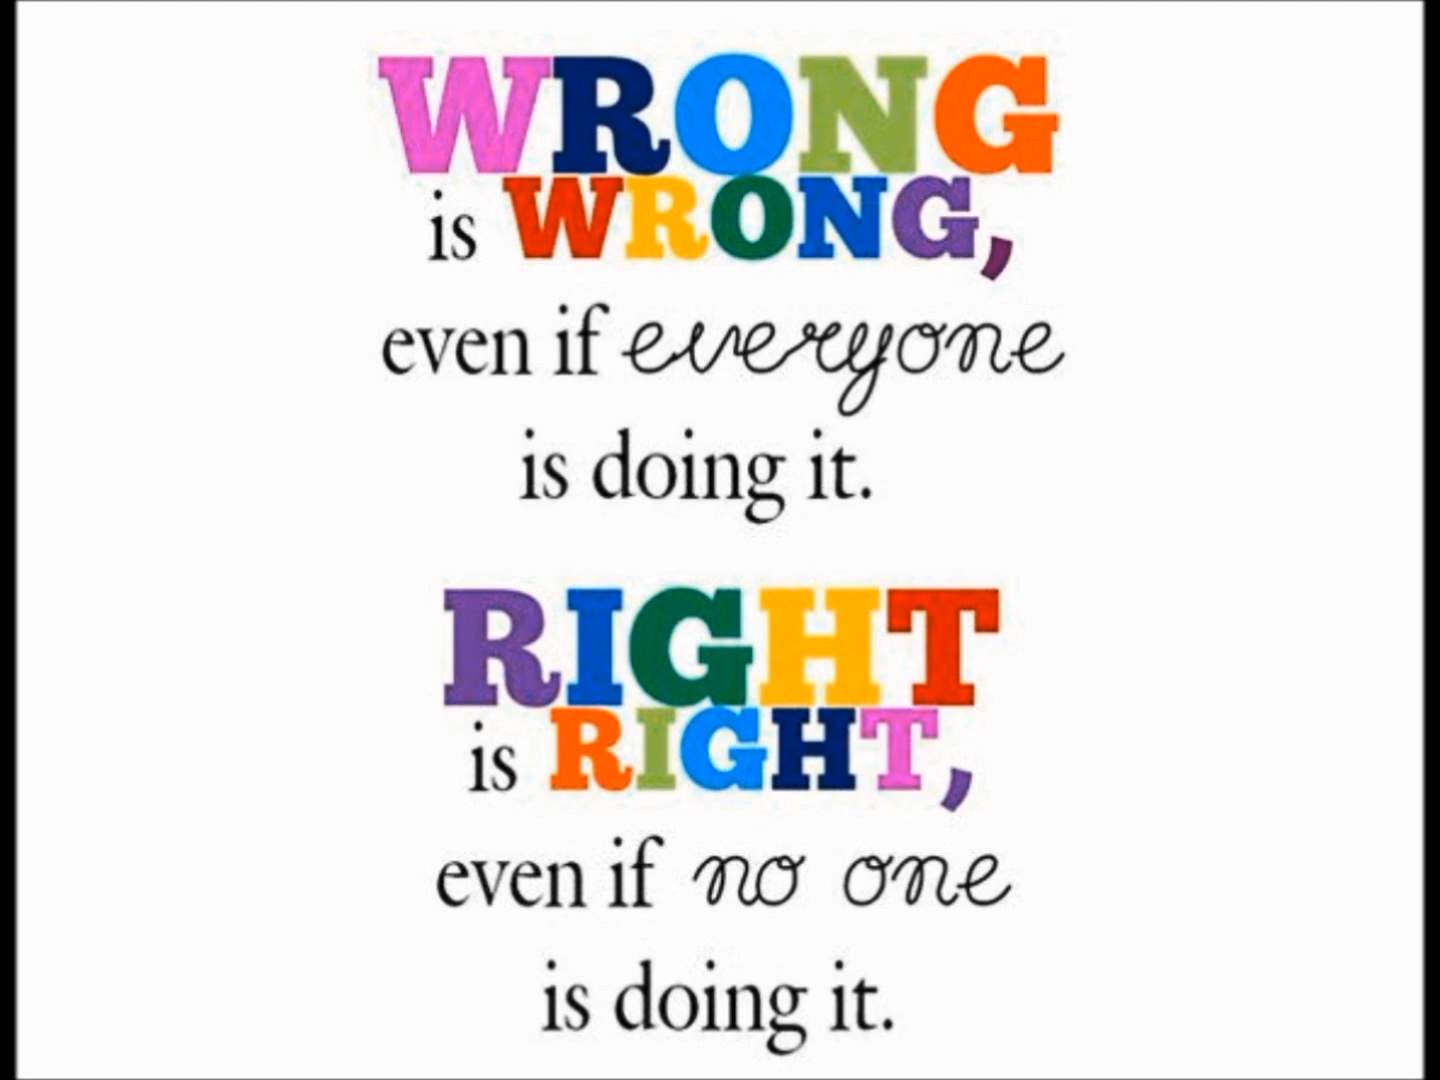 WRONG
is WRONG,
even if everyone
is doing it.
RIGHT
is RIGHT,
even if no one
is doing it.